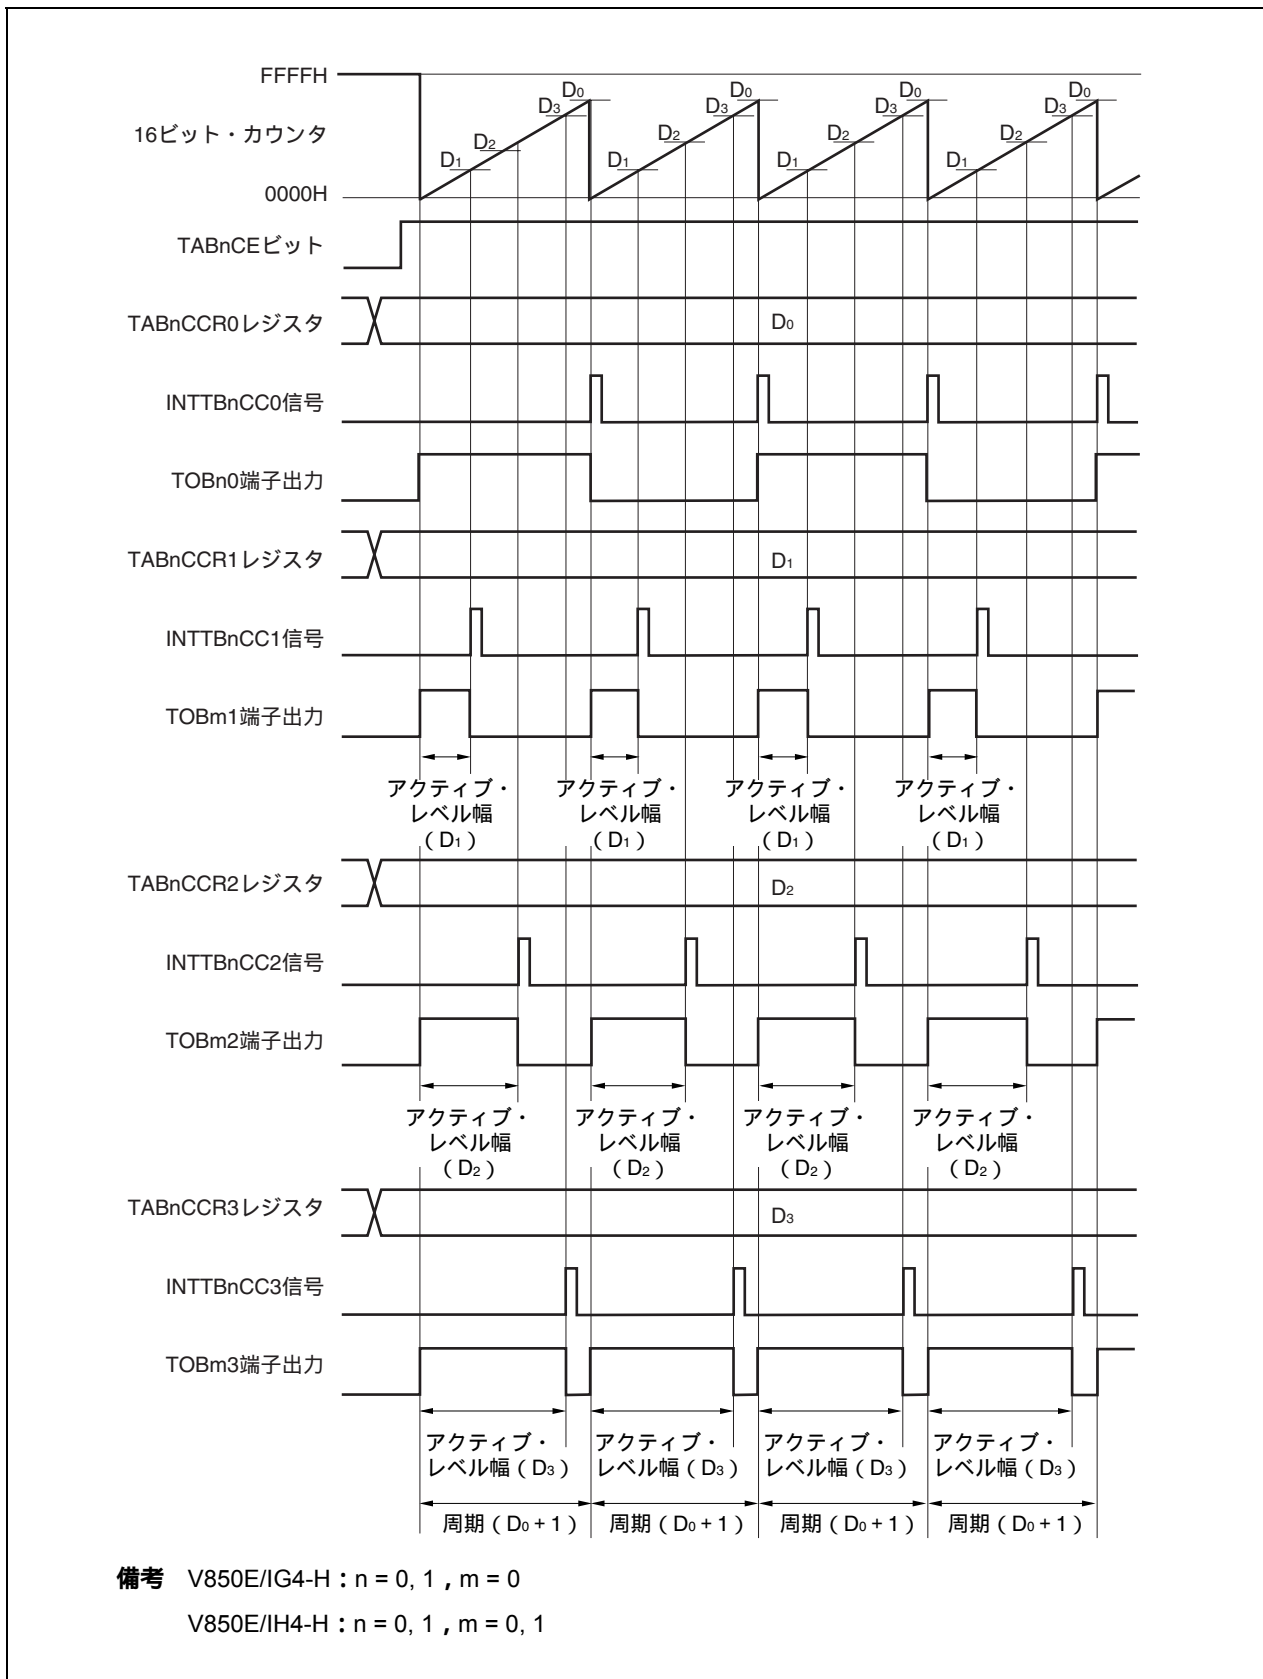 FFFFH
D0 D0 D0 D0
D3 D3 D3 D3
16ビット・カウンタ
D2 D2 D2 D2
D1 D1 D1 D1
0000H
TABnCEビット
TABnCCR0レジスタ D0
INTTBnCC0信号
TOBn0端子出力
TABnCCR1レジスタ D1
INTTBnCC1信号
TOBm1端子出力
アクティブ・ アクティブ・ アクティブ・ アクティブ・
レベル幅 レベル幅 レベル幅 レベル幅
（D1） （D1） （D1） （D1）
TABnCCR2レジスタ D2
INTTBnCC2信号
TOBm2端子出力
アクティブ・ アクティブ・ アクティブ・ アクティブ・
レベル幅 レベル幅 レベル幅 レベル幅
（D2） （D2） （D2） （D2）
TABnCCR3レジスタ D3
INTTBnCC3信号
TOBm3端子出力
アクティブ・ アクティブ・ アクティブ・ アクティブ・
レベル幅（D3） レベル幅（D3） レベル幅（D3） レベル幅（D3）
周期（D0 + 1） 周期（D0 + 1） 周期（D0 + 1） 周期（D0 + 1）
備考 V850E/IG4-H：n = 0, 1，m = 0
V850E/IH4-H：n = 0, 1，m = 0, 1